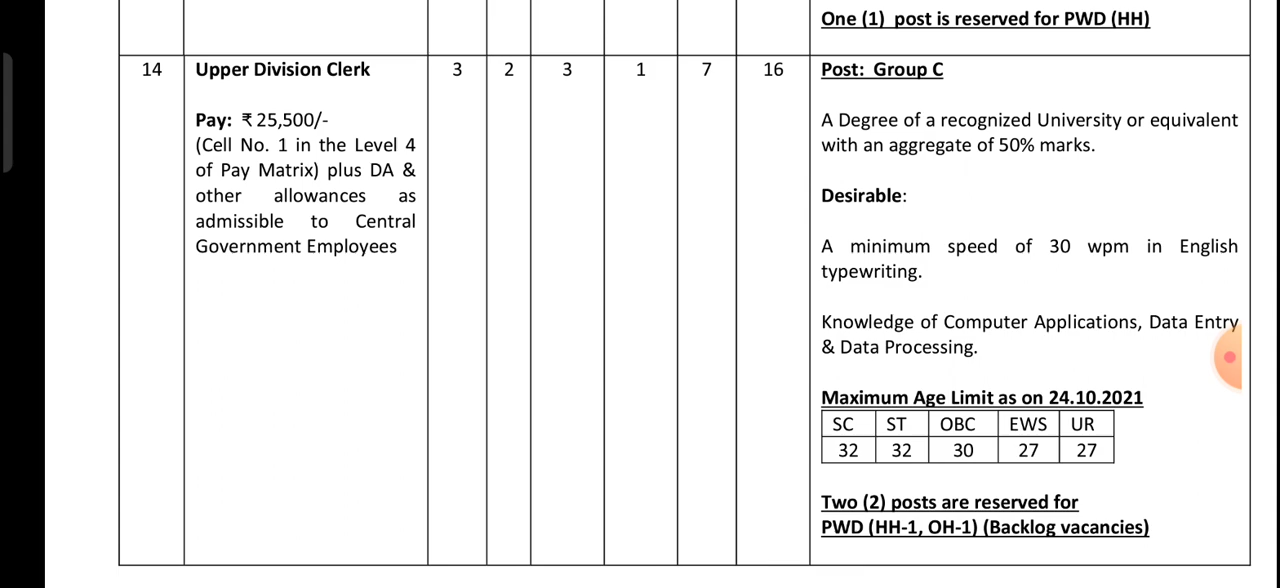 One (1) post is reserved for PWD (HH)
14 Upper Division Clerk 3 2 3 1 7 16 Post: Group C
Pay: ₹ 25,500/-
(Cell No. 1 in the Level 4
of Pay Matrix) plus DA &
other allowances as
admissible to Central
Government Employees
A Degree of a recognized University or equivalent
with an aggregate of 50% marks.
Desirable:
A minimum speed of 30 wpm in English
typewriting.
Knowledge of Computer Applications, Data Entry
& Data Processing.
Maximum Age Limit as on 24.10.2021
SC ST OBC EWS UR
32 32 30 27 27
Two (2) posts are reserved for
PWD (HH-1, OH-1) (Backlog vacancies)